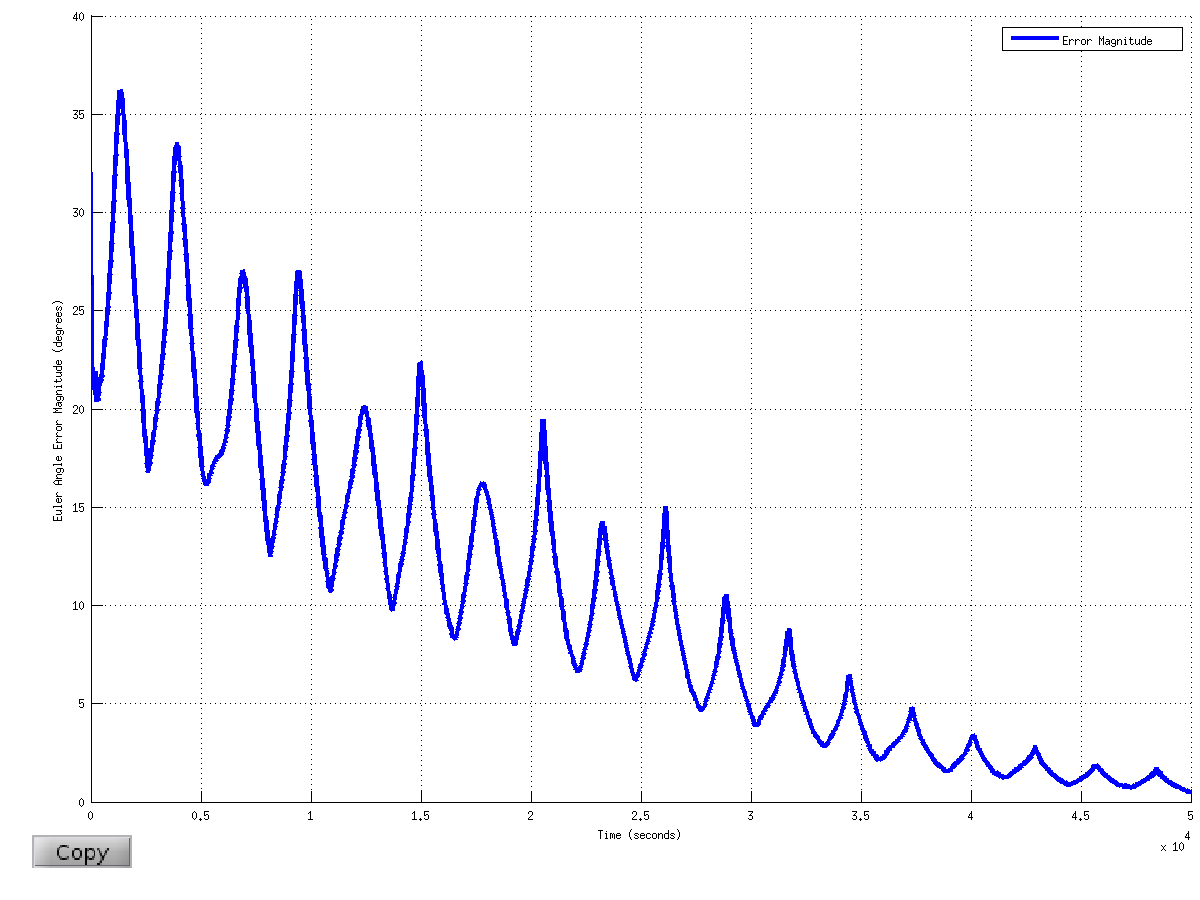 40
Error Magnitude
35
30
25
20
15
10
5
0
Euler Angle Error Magnitude (degrees)
0 0.5 1 1.5 2 2.5 3 3.5 4 4.5 5
Time (seconds)
x 10 4
Copy